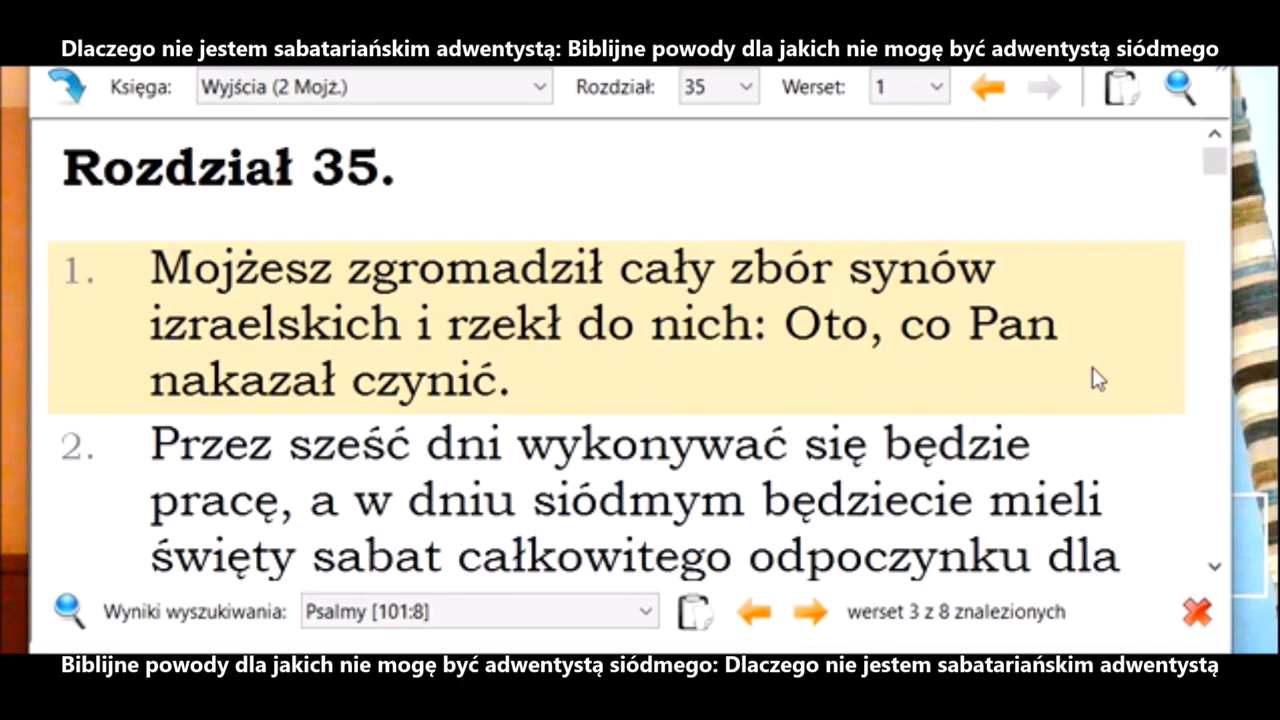 Dlaczego nie jestem sabatariańskim adwentystą: Biblijne powody dla jakich nie mogę być adwentystą siódmego
Księga: Wyjścia (2 Mojż.) Rozdział: 35 Werset: 1
Rozdział 35.
1. Mojżesz zgromadził cały zbór synów
izraelskich i rzekł do nich: Oto, co Pan
nakazał czynić.
2. Przez sześć dni wykonywać się będzie
pracę, a w dniu siódmym będziecie mieli
święty sabat całkowitego odpoczynku dla
Wyniki wyszukiwania: Psalmy [101:8] werset 3 z 8 znalezionych
Biblijne powody dla jakich nie mogę być adwentystą siódmego: Dlaczego nie jestem sabatariańskim adwentystą